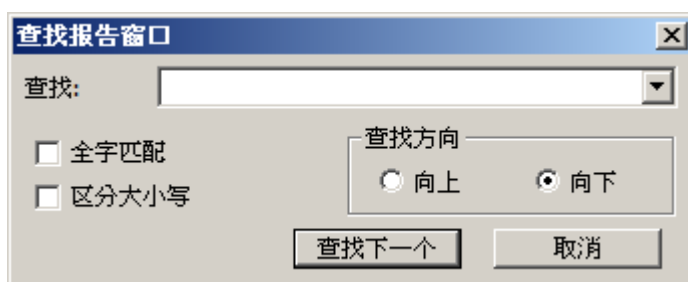 查找报告窗口
查找:
全字匹配
区分大小写
查找方向
向上
向下
查找下一个
取消